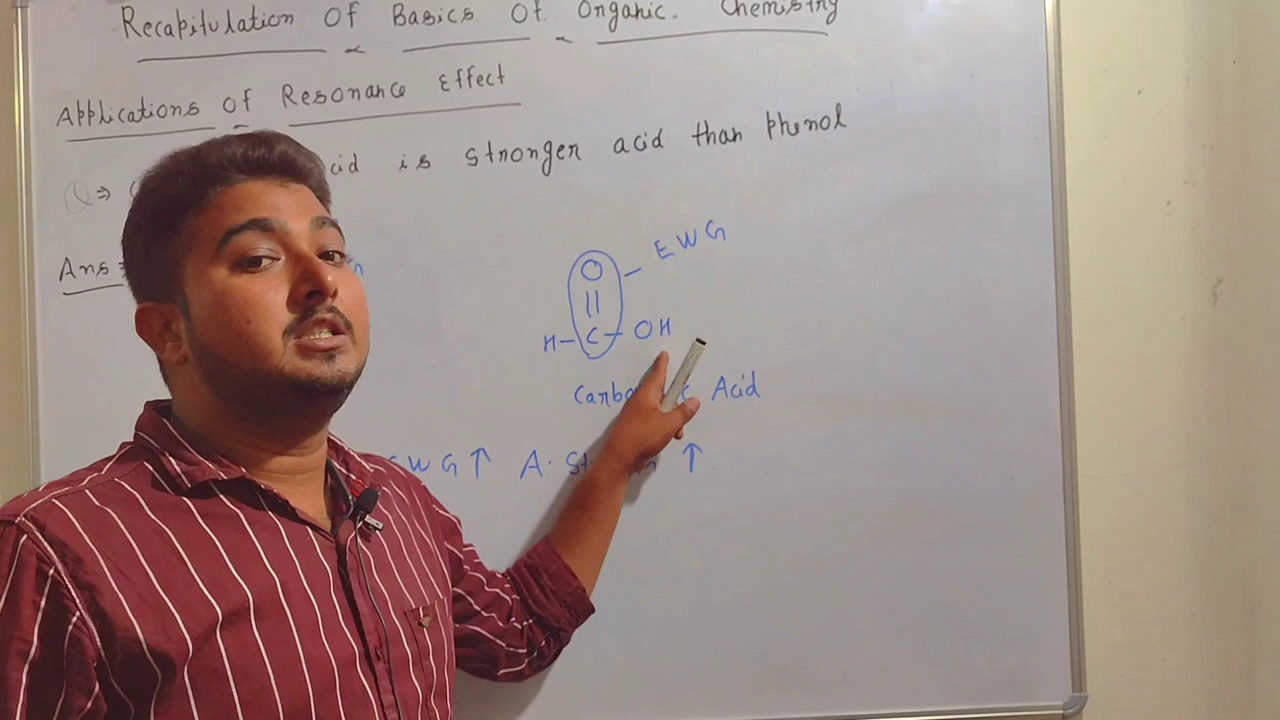 Recapitulation Of Basics Of Organic. Chemistry
Applications of Resonance Effect
Q⇒ is stronger acid than phenol
Ans
EWG
O
||
H-C-OH
Acid
EWG↑ A. ↑